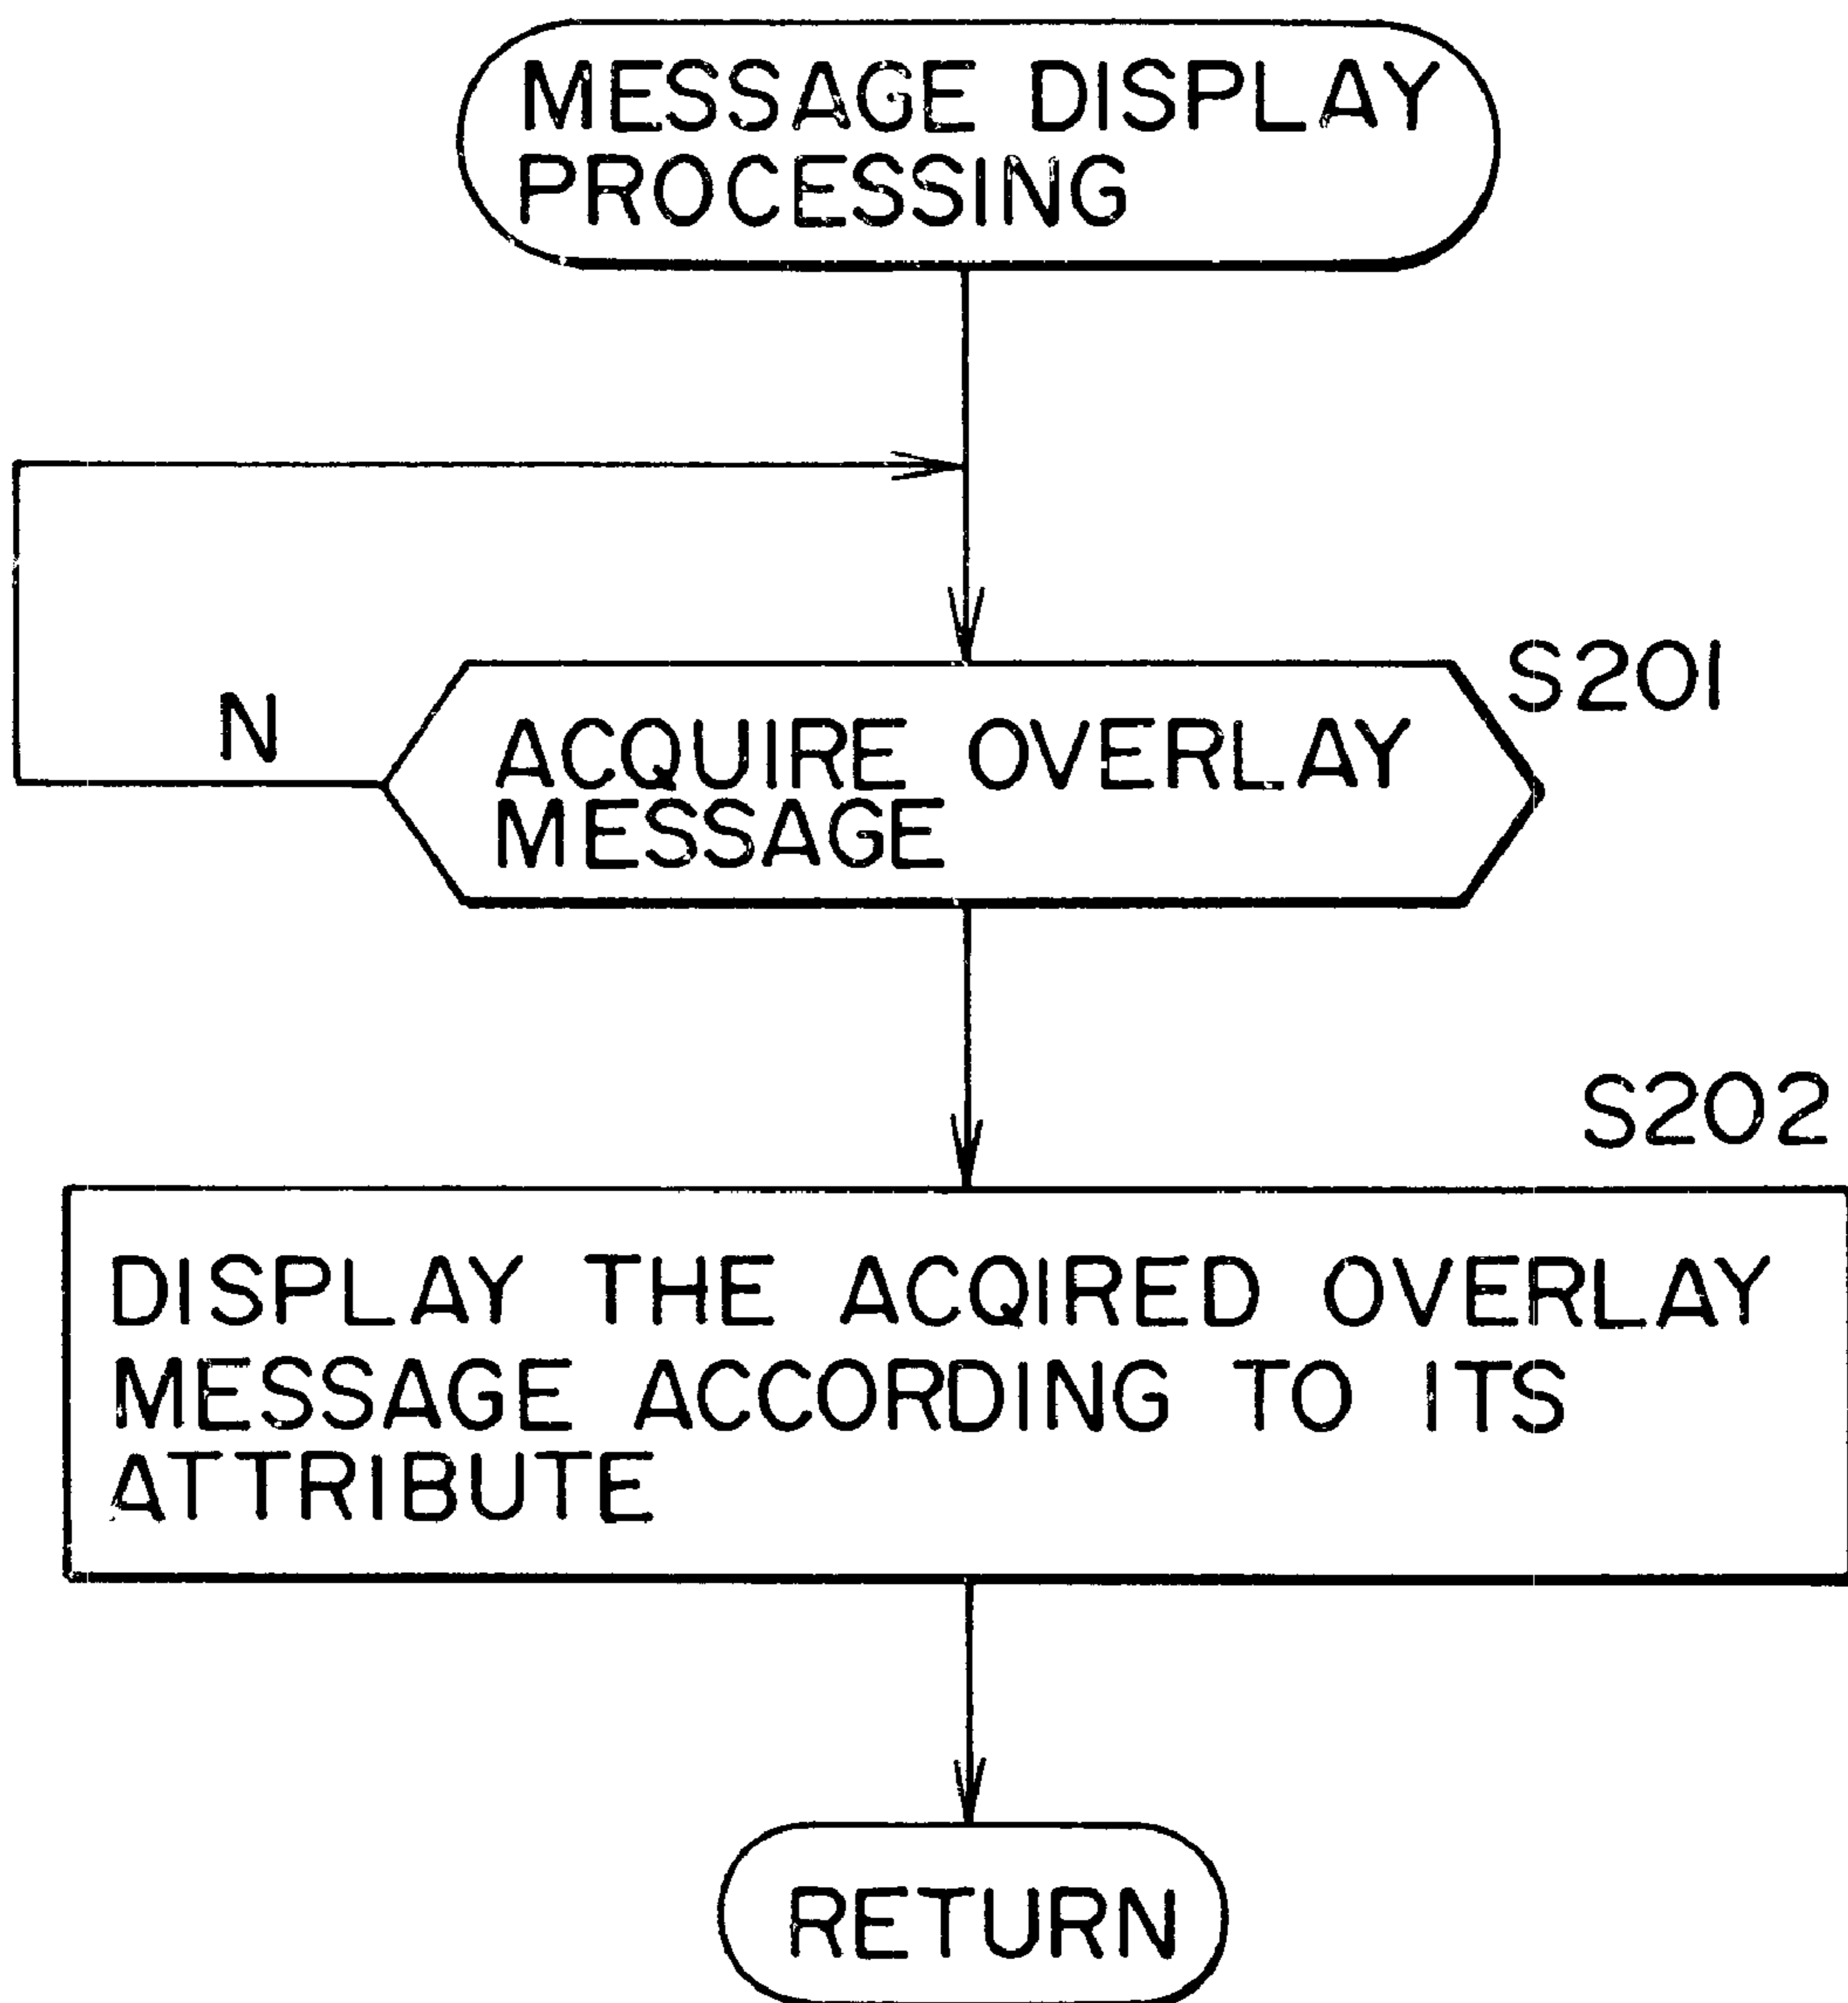 MESSAGE DISPLAY
PROCESSING
S201
N
ACQUIRE OVERLAY
MESSAGE
S202
DISPLAY THE ACQIRED OVERLAY
MESSAGE ACCORDING TO ITS
ATTRIBUTE
RETURN